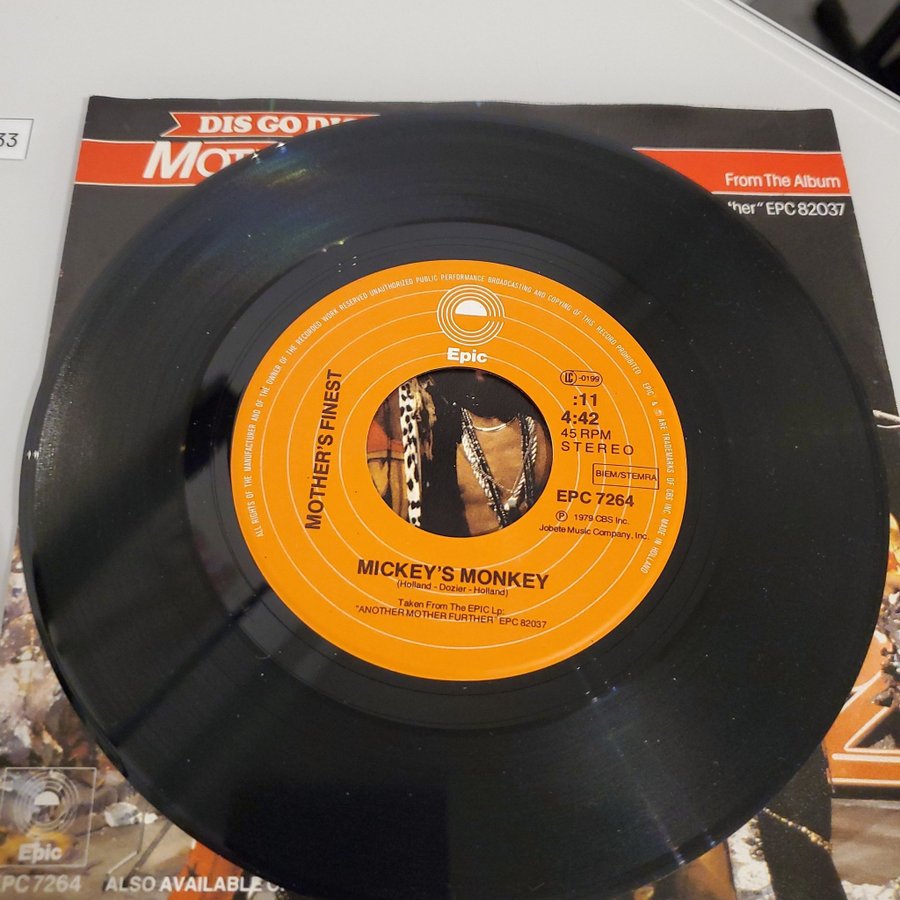 33
DIS GO D
MOT
From The Album
her" EPC 82037
ALL RIGHTS OF THE MANUFACTURER AND OF THE OWNER OF THE RECORDED WORK RESERVED UNAUTHORIZED PUBLIC PERFORMANCE BROADCASTING AND COPYING OF THIS RECORD PROHIBITED EPIC & ARE TRADEMARKS OF CBS INC MADE IN HOLLAND
Epic
LC -0199
:11
4:42
45 RPM
STEREO
BIEM/STEMRA
EPC 7264
℗ 1979 CBS Inc.
Jobete Music Company, Inc.
MOTHER'S FINEST
MICKEY'S MONKEY
(Holland - Dozier - Holland)
Taken From The EPIC Lp:
"ANOTHER MOTHER FURTHER" EPC 82037
Epic
PC 7264 ALSO AVAILABLE